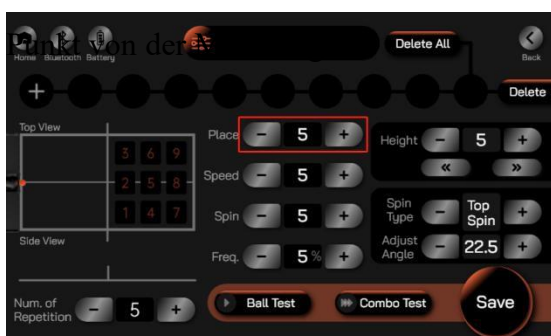 Punkt von der
Home Bluetooth Battery
Delete All
Back
+
Delete
Top View
3 6 9
2 5 8
1 4 7
Side View
Place - 5 +
Speed - 5 +
Spin - 5 +
Freq. - 5 % +
Height - 5 +
« »
Spin Type - Top Spin +
Adjust Angle - 22.5 +
Num. of Repetition - 5 +
Ball Test
Combo Test
Save